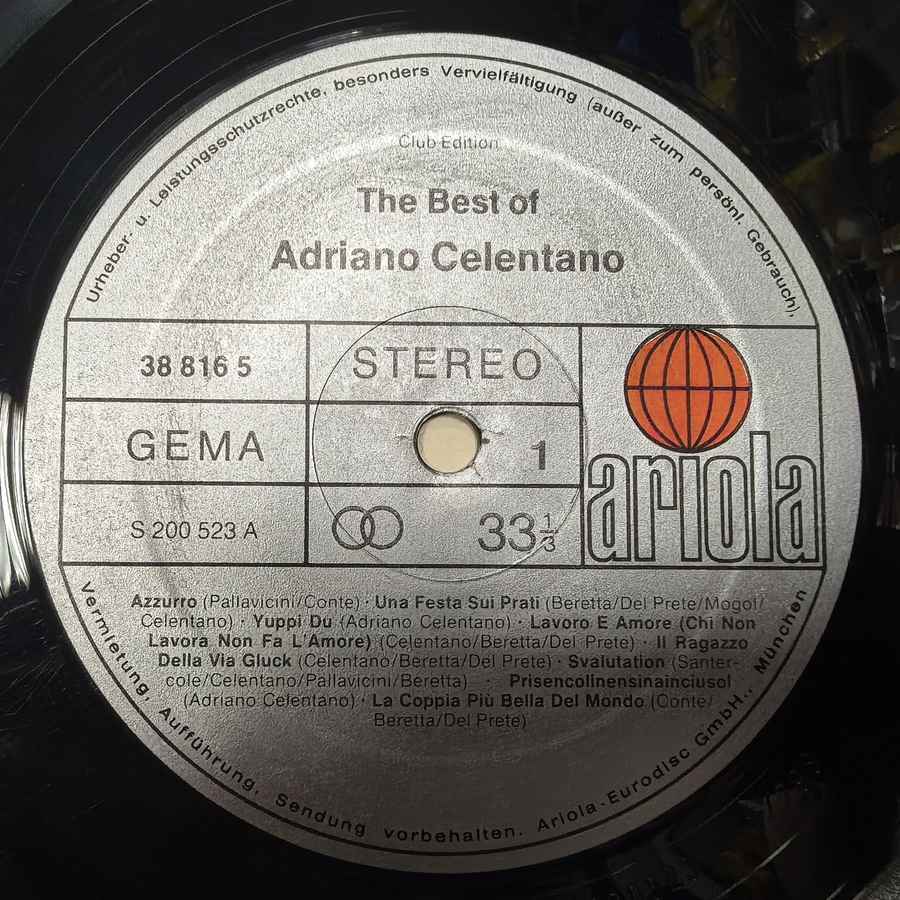 Urheber- u. Leistungsschutzrechte, besonders Vervielfältigung (außer zum persönl. Gebrauch),
Club Edition
The Best of
Adriano Celentano
38 816 5
STEREO
GEMA
1
S 200 523 A
33 1/3
ariola
Azzurro (Pallavicini/Conte) · Una Festa Sui Prati (Beretta/Del Prete/Mogol/
Celentano) · Yuppi Du (Adriano Celentano) · Lavoro E Amore (Chi Non
Lavora Non Fa L'Amore) (Celentano/Beretta/Del Prete) · Il Ragazzo
Della Via Gluck (Celentano/Beretta/Del Prete) · Svalutation (Santer-
cole/Celentano/Pallavicini/Beretta) · Prisencolinensinainciusol
(Adriano Celentano) · La Coppia Più Bella Del Mondo (Conte/
Beretta/Del Prete)
Vermietung, Aufführung, Sendung vorbehalten. Ariola-Eurodisc GmbH., München